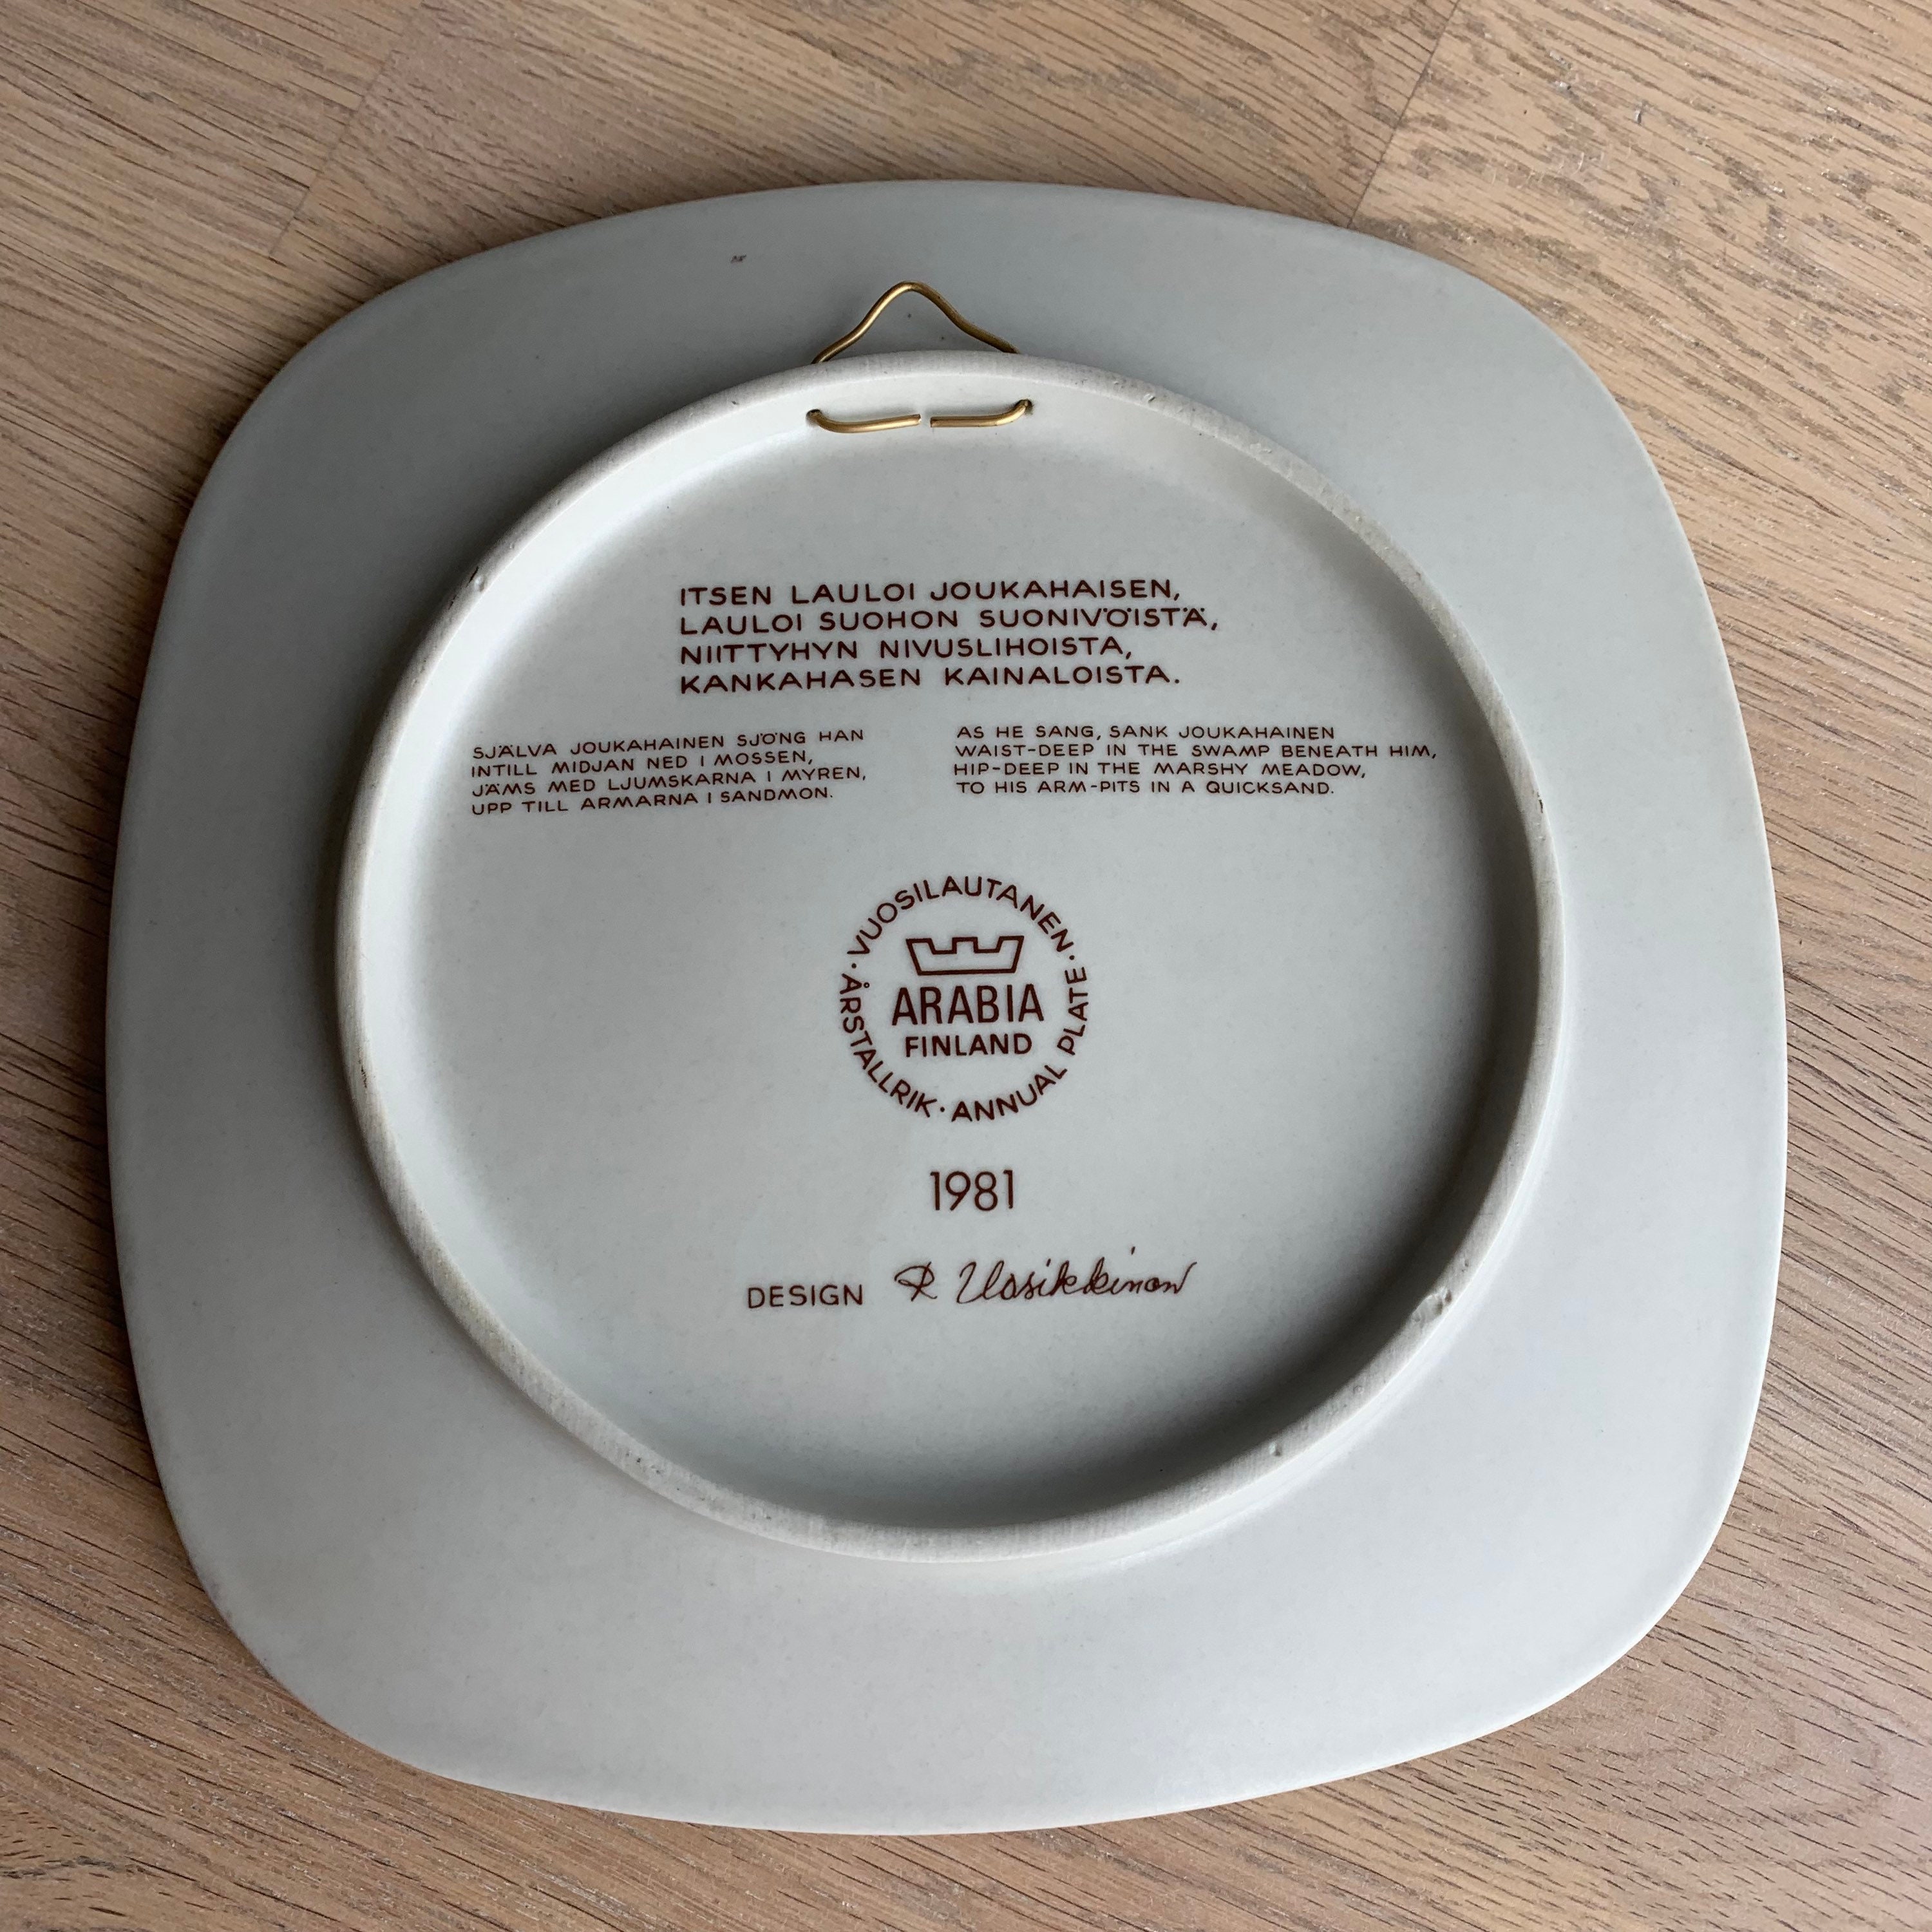 ITSEN LAULOI JOUKAHAISEN,
LAULOI SUOHON SUONIVÖISTÄ,
NIITTYHYN NIVUSLIHOISTA,
KANKAHASEN KAINALOISTA.
SJÄLVA JOUKAHAINEN SJÖNG HAN
INTILL MIDJAN NED I MOSSEN,
JÄMS MED LJUMSKARNA I MYREN,
UPP TILL ARMARNA I SANDMON.
AS HE SANG, SANK JOUKAHAINEN
WAIST-DEEP IN THE SWAMP BENEATH HIM,
HIP-DEEP IN THE MARSHY MEADOW,
TO HIS ARM-PITS IN A QUICKSAND.
· VUOSILAUTANEN · ANNUAL PLATE · ÅRSTALLRIK
ARABIA
FINLAND
1981
DESIGN R Uosikkinen